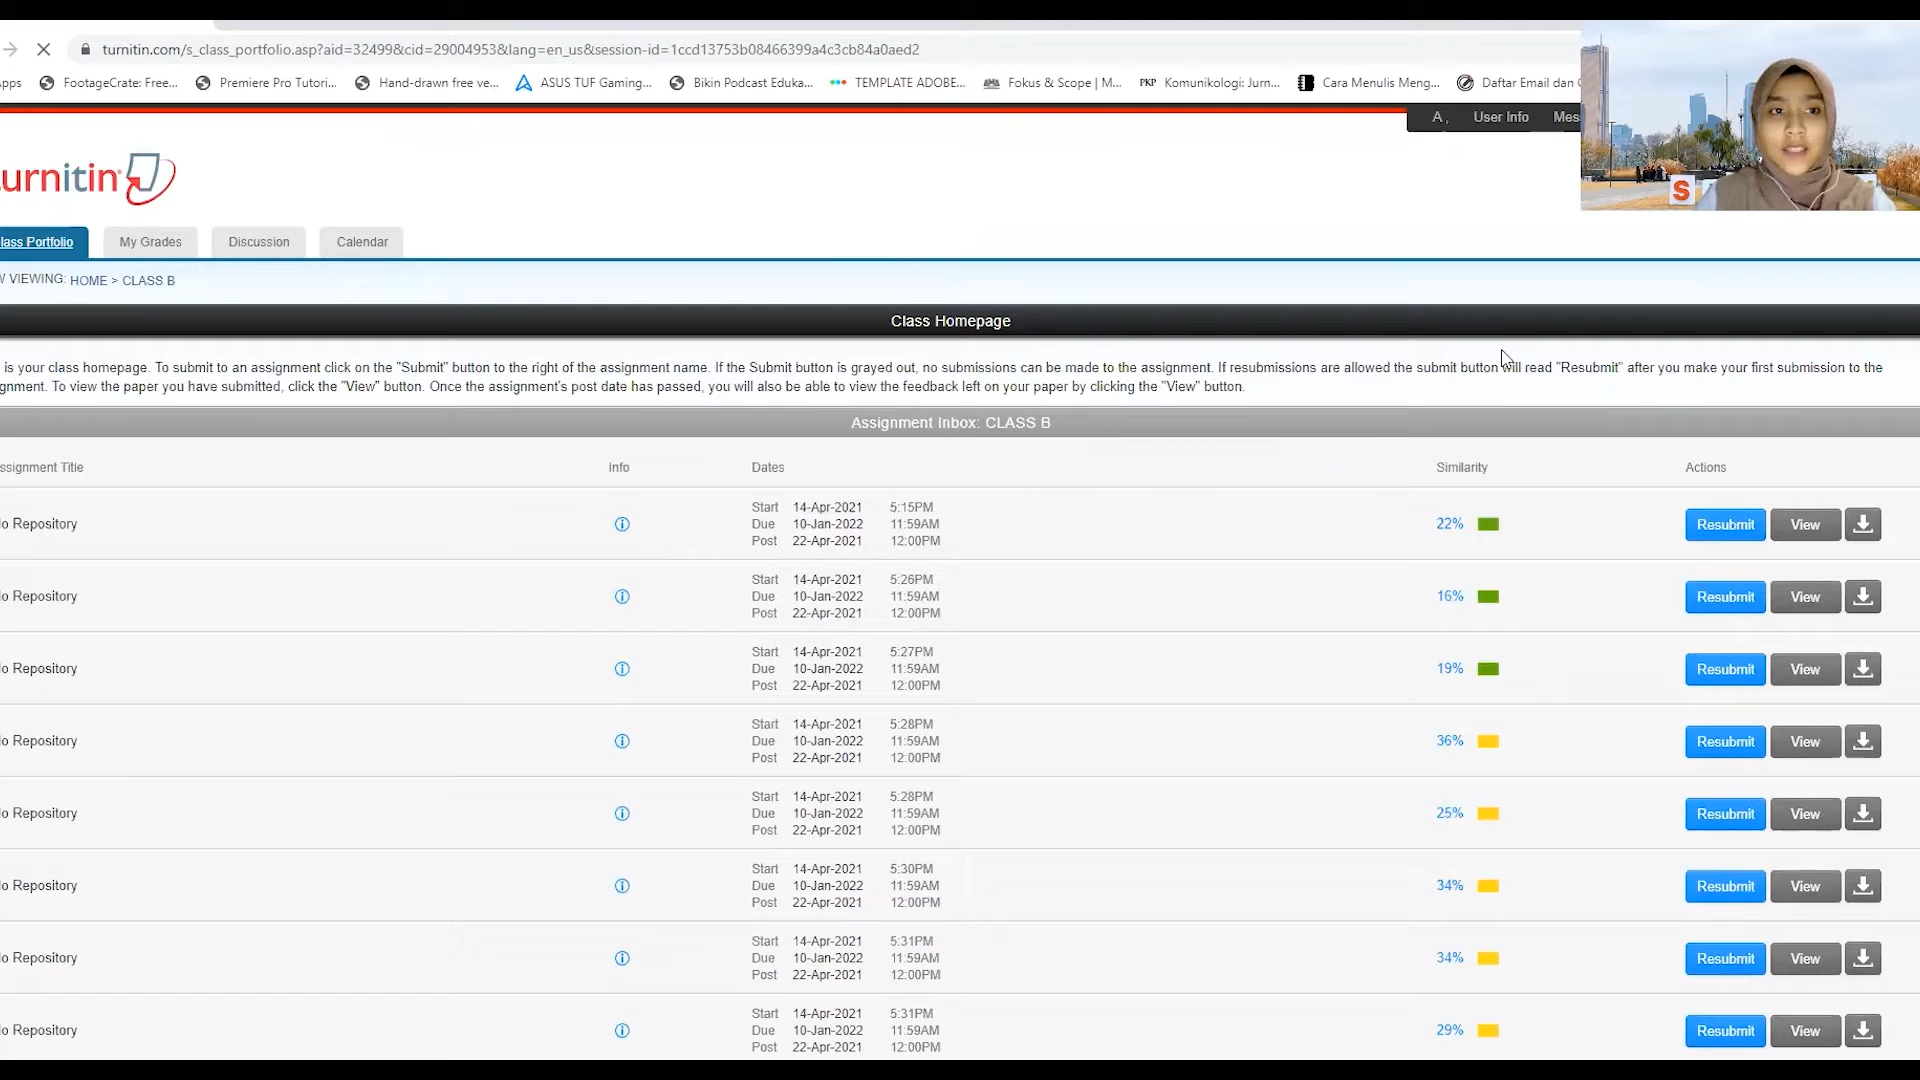 turnitin.com/s_class_portfolio.asp?aid=32499&cid=29004953&lang=en_us&session-id=1ccd13753b08466399a4c3cb84a0aed2
pps FootageCrate: Free... Premiere Pro Tutori... Hand-drawn free ve... ASUS TUF Gaming... Bikin Podcast Eduka... TEMPLATE ADOBE... Fokus & Scope | M... PKP Komunikologi: Jurn... Cara Menulis Meng... Daftar Email dan
A, User Info Mes
S
urnitin
lass Portfolio My Grades Discussion Calendar
W VIEWING: HOME > CLASS B
Class Homepage
is your class homepage. To submit to an assignment click on the "Submit" button to the right of the assignment name. If the Submit button is grayed out, no submissions can be made to the assignment. If resubmissions are allowed the submit button will read "Resubmit" after you make your first submission to the
gnment. To view the paper you have submitted, click the "View" button. Once the assignment's post date has passed, you will also be able to view the feedback left on your paper by clicking the "View" button.
Assignment Inbox: CLASS B
ssignment Title Info Dates Similarity Actions
Start 14-Apr-2021 5:15PM
o Repository Due 10-Jan-2022 11:59AM 22% Resubmit View
Post 22-Apr-2021 12:00PM
Start 14-Apr-2021 5:26PM
o Repository Due 10-Jan-2022 11:59AM 16% Resubmit View
Post 22-Apr-2021 12:00PM
Start 14-Apr-2021 5:27PM
o Repository Due 10-Jan-2022 11:59AM 19% Resubmit View
Post 22-Apr-2021 12:00PM
Start 14-Apr-2021 5:28PM
o Repository Due 10-Jan-2022 11:59AM 36% Resubmit View
Post 22-Apr-2021 12:00PM
Start 14-Apr-2021 5:28PM
o Repository Due 10-Jan-2022 11:59AM 25% Resubmit View
Post 22-Apr-2021 12:00PM
Start 14-Apr-2021 5:30PM
o Repository Due 10-Jan-2022 11:59AM 34% Resubmit View
Post 22-Apr-2021 12:00PM
Start 14-Apr-2021 5:31PM
o Repository Due 10-Jan-2022 11:59AM 34% Resubmit View
Post 22-Apr-2021 12:00PM
Start 14-Apr-2021 5:31PM
o Repository Due 10-Jan-2022 11:59AM 29% Resubmit View
Post 22-Apr-2021 12:00PM